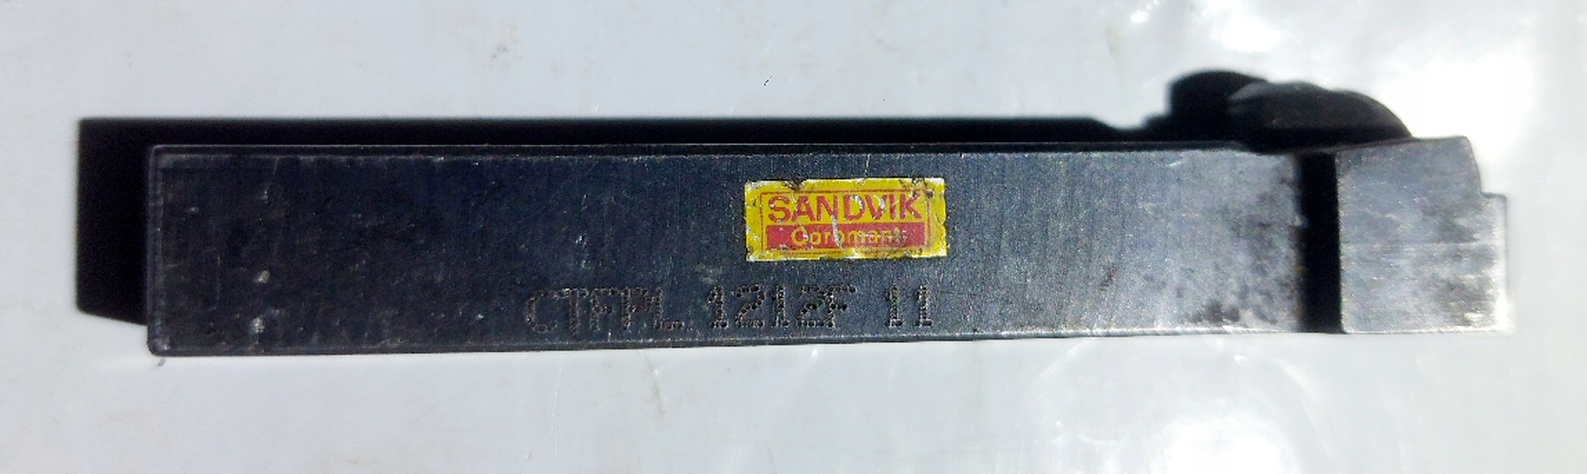 SANDVIK
Coromant
CTFPL 1212F 11